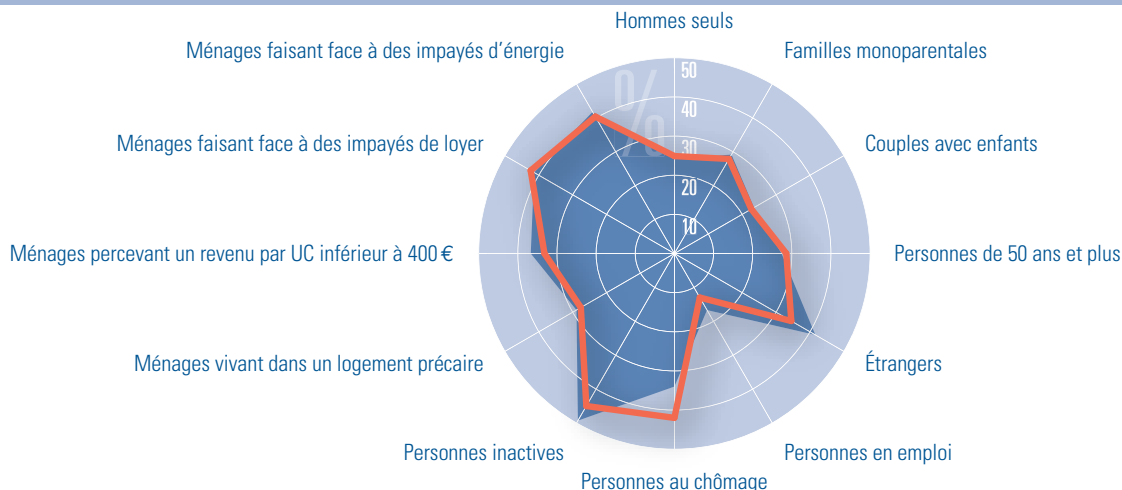 Hommes seuls
Ménages faisant face à des impayés d’énergie
Familles monoparentales
%
%
50
40
30
20
10
Ménages faisant face à des impayés de loyer
Couples avec enfants
Ménages percevant un revenu par UC inférieur à 400 €
Personnes de 50 ans et plus
Ménages vivant dans un logement précaire
Étrangers
Personnes inactives
Personnes en emploi
Personnes au chômage